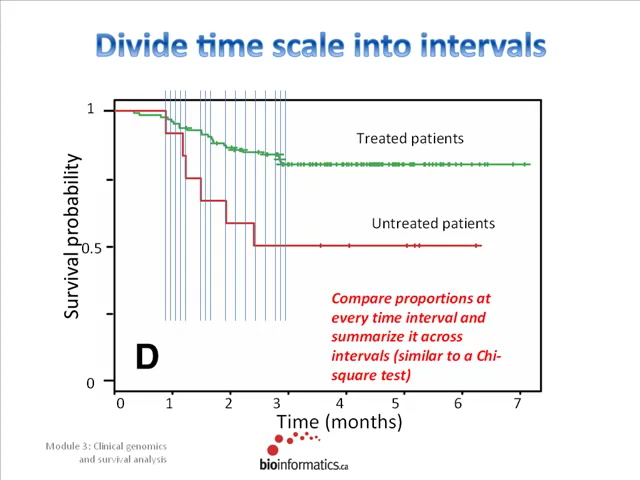 Divide time scale into intervals
1
Treated patients
Survival probability
Untreated patients
0.5
Compare proportions at
every time interval and
summarize it across
intervals (similar to a Chi-
square test)
D
0
0 1 2 3 4 5 6 7
Time (months)
Module 3: Clinical genomics
and survival analysis
bioinformatics.ca